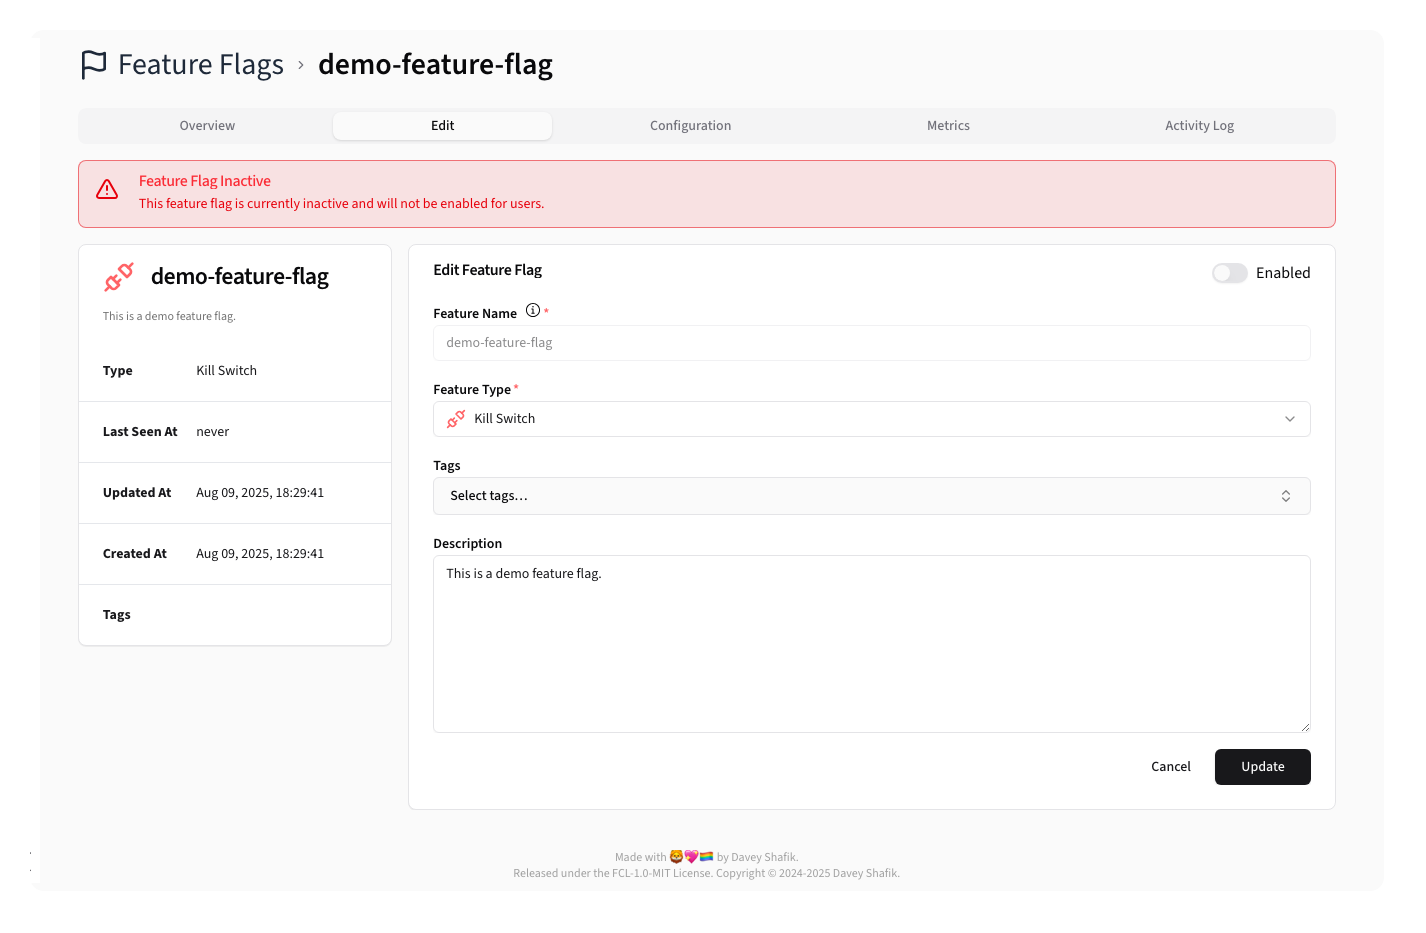 Feature Flags › demo-feature-flag
Overview Edit Configuration Metrics Activity Log
Feature Flag Inactive
This feature flag is currently inactive and will not be enabled for users.
demo-feature-flag
This is a demo feature flag.
Type Kill Switch
Last Seen At never
Updated At Aug 09, 2025, 18:29:41
Created At Aug 09, 2025, 18:29:41
Tags
Edit Feature Flag
Enabled
Feature Name *
demo-feature-flag
Feature Type *
Kill Switch
Tags
Select tags...
Description
This is a demo feature flag.
Cancel Update
Made with 🦁💖🏳️‍🌈 by Davey Shafik.
Released under the FCL-1.0-MIT License. Copyright © 2024-2025 Davey Shafik.